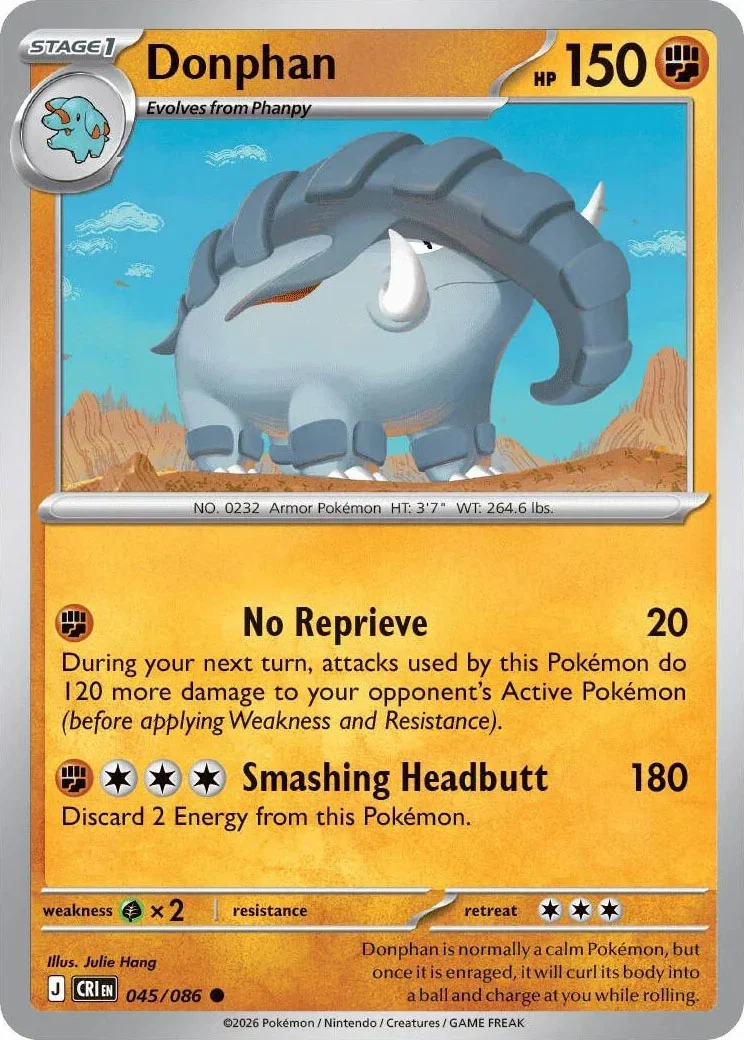 STAGE 1
Donphan
HP 150
Evolves from Phanpy
NO. 0232 Armor Pokémon HT: 3'7" WT: 264.6 lbs.
No Reprieve 20
During your next turn, attacks used by this Pokémon do
120 more damage to your opponent's Active Pokémon
(before applying Weakness and Resistance).
Smashing Headbutt 180
Discard 2 Energy from this Pokémon.
weakness ×2 resistance retreat
Illus. Julie Hang
Donphan is normally a calm Pokémon, but
once it is enraged, it will curl its body into
a ball and charge at you while rolling.
J CRI EN 045/086
©2026 Pokémon / Nintendo / Creatures / GAME FREAK